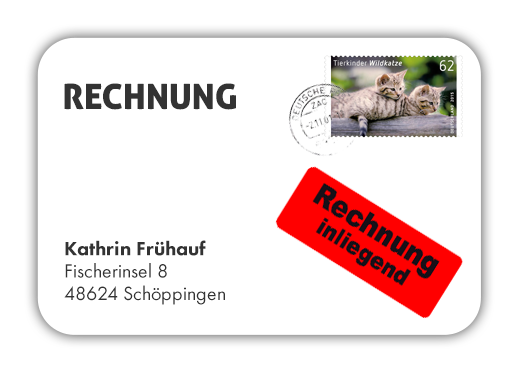 Tierkinder Wildkatze
62
RECHNUNG
Rechnung
inliegend
Kathrin Frühauf
Fischerinsel 8
48624 Schöppingen